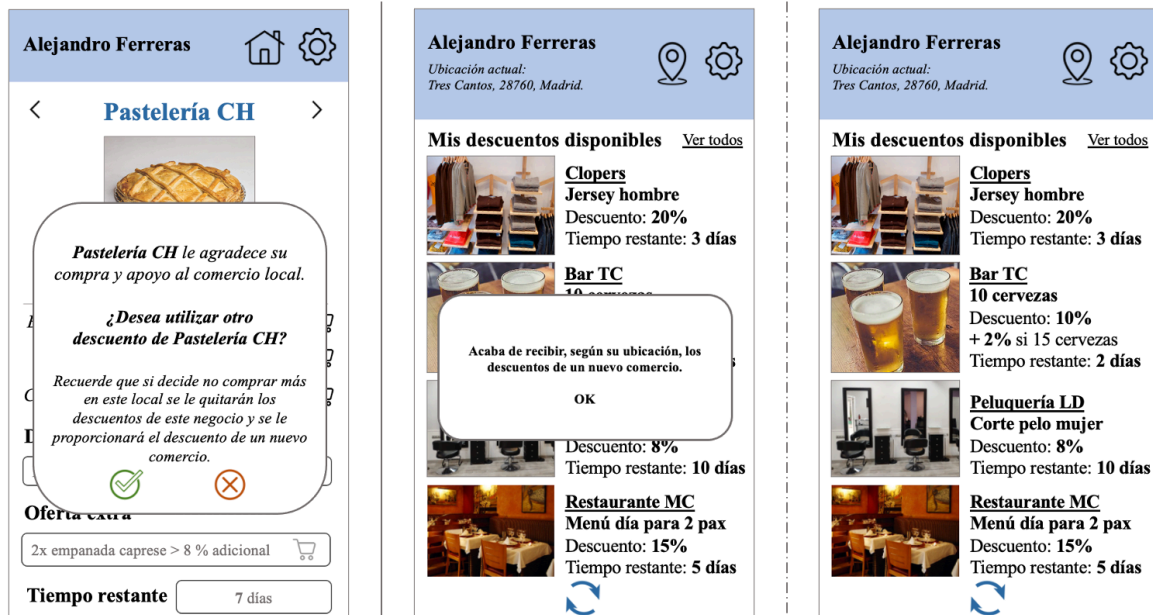 Alejandro Ferreras
Pastelería CH
Pastelería CH le agradece su
compra y apoyo al comercio local.
¿Desea utilizar otro
descuento de Pastelería CH?
Recuerde que si decide no comprar más
en este local se le quitarán los
descuentos de este negocio y se le
proporcionará el descuento de un nuevo
comercio.
Oferta extra
2x empanada caprese > 8 % adicional
Tiempo restante
7 días
Alejandro Ferreras
Ubicación actual:
Tres Cantos, 28760, Madrid.
Mis descuentos disponibles
Ver todos
Clopers
Jersey hombre
Descuento: 20%
Tiempo restante: 3 días
Bar TC
10 cervezas
Acaba de recibir, según su ubicación, los
descuentos de un nuevo comercio.
OK
Descuento: 8%
Tiempo restante: 10 días
Restaurante MC
Menú día para 2 pax
Descuento: 15%
Tiempo restante: 5 días
Alejandro Ferreras
Ubicación actual:
Tres Cantos, 28760, Madrid.
Mis descuentos disponibles
Ver todos
Clopers
Jersey hombre
Descuento: 20%
Tiempo restante: 3 días
Bar TC
10 cervezas
Descuento: 10%
+ 2% si 15 cervezas
Tiempo restante: 2 días
Peluquería LD
Corte pelo mujer
Descuento: 8%
Tiempo restante: 10 días
Restaurante MC
Menú día para 2 pax
Descuento: 15%
Tiempo restante: 5 días